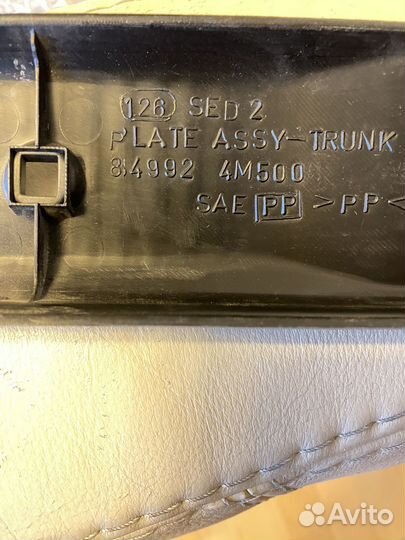 126 SED 2
PLATE ASSY-TRUNK
84992 4M500
SAE PP >PP<
Avito